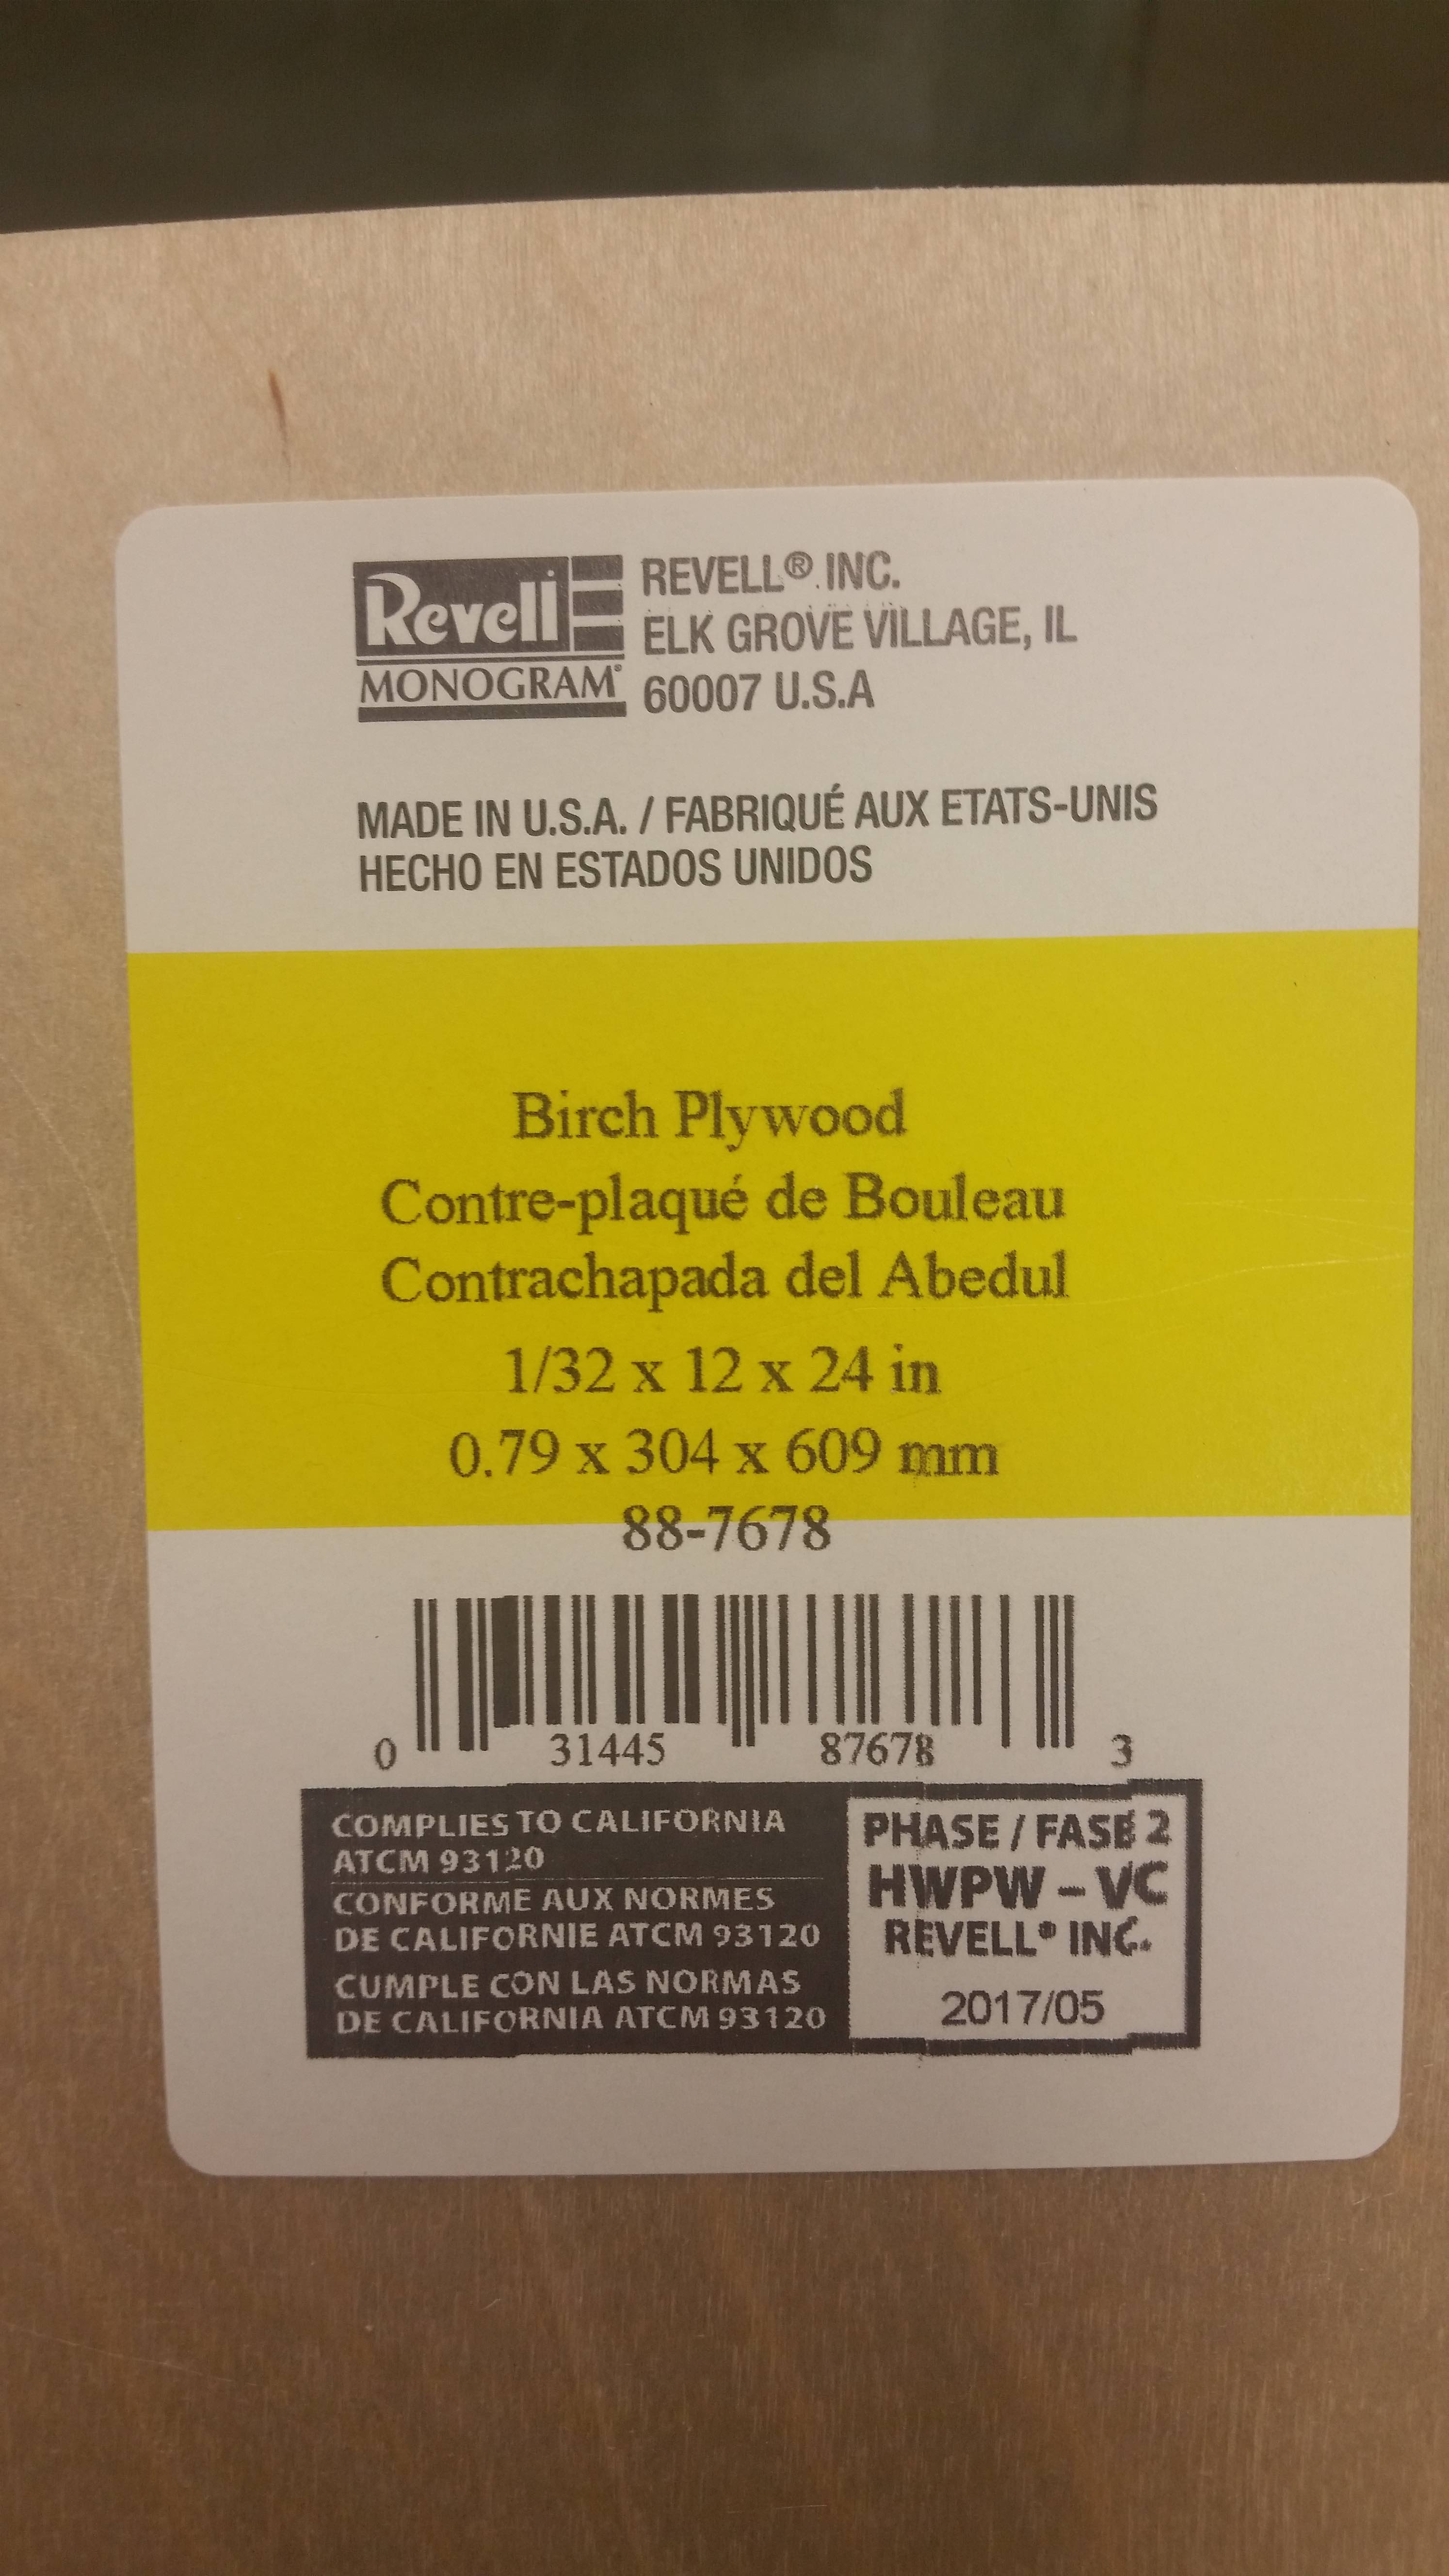 Revell
MONOGRAM®
REVELL® INC.
ELK GROVE VILLAGE, IL
60007 U.S.A
MADE IN U.S.A. / FABRIQUÉ AUX ETATS-UNIS
HECHO EN ESTADOS UNIDOS
Birch Plywood
Contre-plaqué de Bouleau
Contrachapada del Abedul
1/32 x 12 x 24 in
0.79 x 304 x 609 mm
88-7678
0 31445 87678 3
COMPLIES TO CALIFORNIA
ATCM 93120
CONFORME AUX NORMES
DE CALIFORNIE ATCM 93120
CUMPLE CON LAS NORMAS
DE CALIFORNIA ATCM 93120
PHASE / FASE 2
HWPW – VC
REVELL® INC.
2017/05